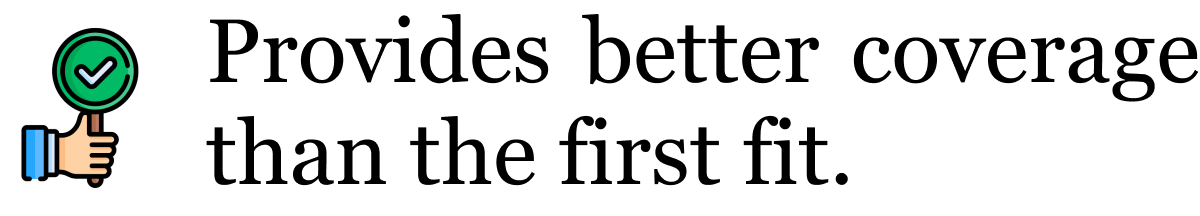 Provides better coverage
than the first fit.